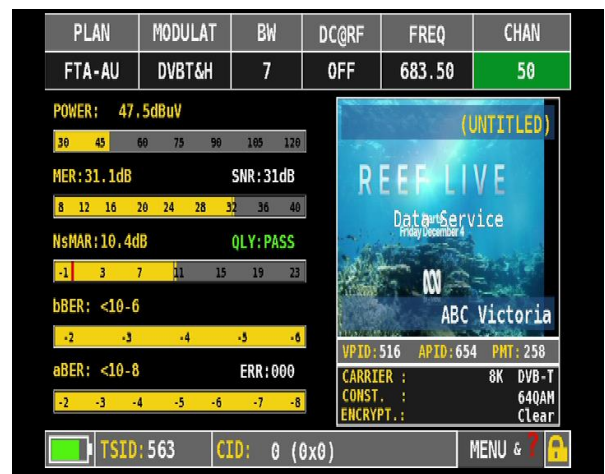 PLAN MODULAT BW DC@RF FREQ CHAN
FTA-AU DVBT&H 7 OFF 683.50 50
POWER: 47.5dBuV
30 45 60 75 90 105 120
MER:31.1dB SNR:31dB
8 12 16 20 24 28 32 36 40
NsMAR:10.4dB QLY:PASS
-1 3 7 11 15 19 23
bBER: <10-6
-2 -3 -4 -5 -6
aBER: <10-8 ERR:000
-2 -3 -4 -5 -6 -7 -8
(UNTITLED)
REEF LIVE
Data Service
Starts
Friday December 4
ABC Victoria
VPID:516 APID:654 PMT:258
CARRIER : 8K DVB-T
CONST. : 64QAM
ENCRYPT.: Clear
TSID:563 CID: 0 (0x0) MENU & ?